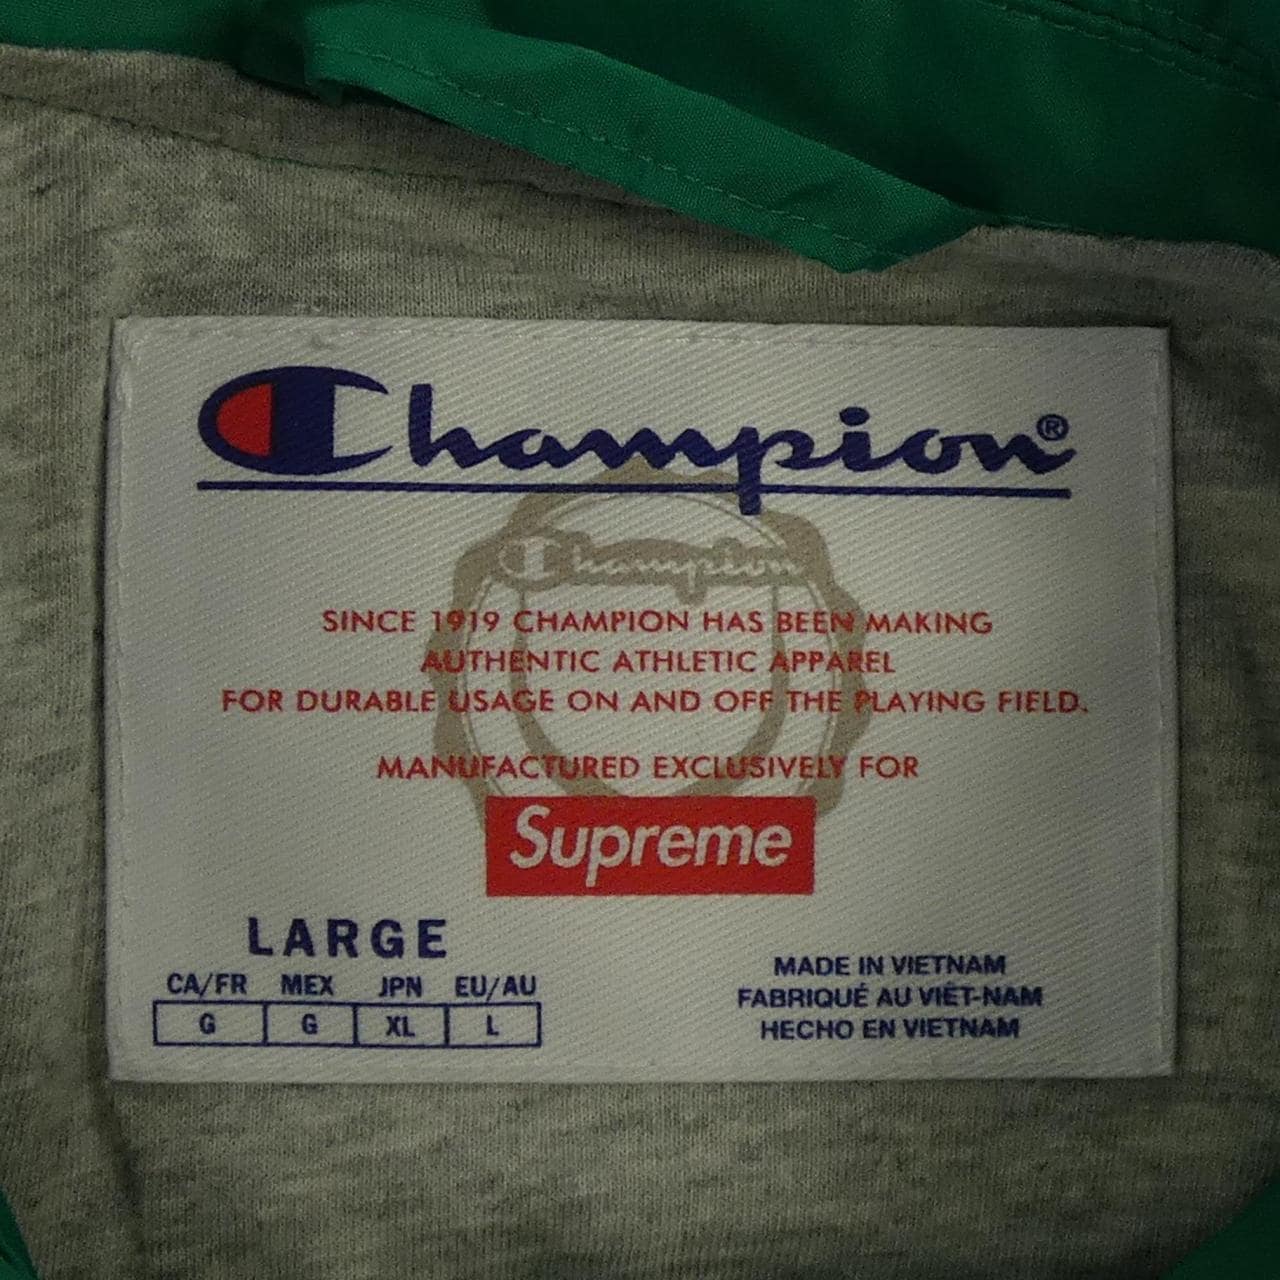 Champion®
Champion
SINCE 1919 CHAMPION HAS BEEN MAKING
AUTHENTIC ATHLETIC APPAREL
FOR DURABLE USAGE ON AND OFF THE PLAYING FIELD.
MANUFACTURED EXCLUSIVELY FOR
Supreme
LARGE
CA/FR MEX JPN EU/AU
G G XL L
MADE IN VIETNAM
FABRIQUÉ AU VIÊT-NAM
HECHO EN VIETNAM